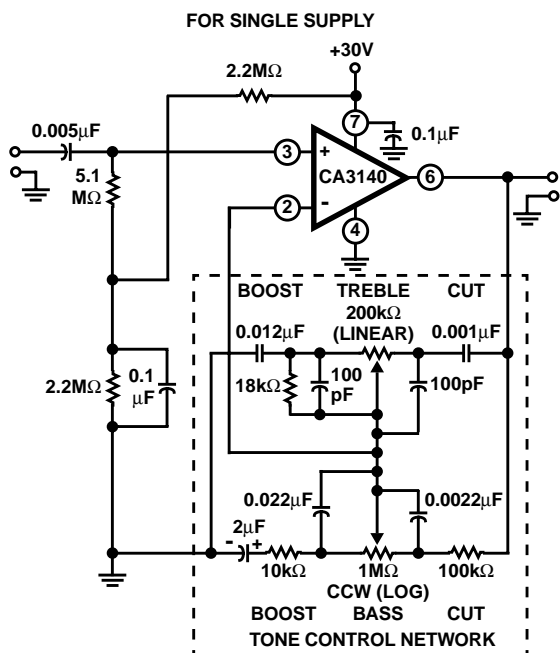 FOR SINGLE SUPPLY
+30V
2.2MΩ
7
0.005μF
0.1μF
3
+
CA3140
6
5.1
MΩ
2
-
4
BOOST
TREBLE
CUT
200kΩ
(LINEAR)
0.012μF
0.001μF
18kΩ
100
pF
100pF
2.2MΩ
0.1
μF
0.022μF
0.0022μF
-
2μF
+
10kΩ
1MΩ
100kΩ
CCW (LOG)
BOOST
BASS
CUT
TONE CONTROL NETWORK